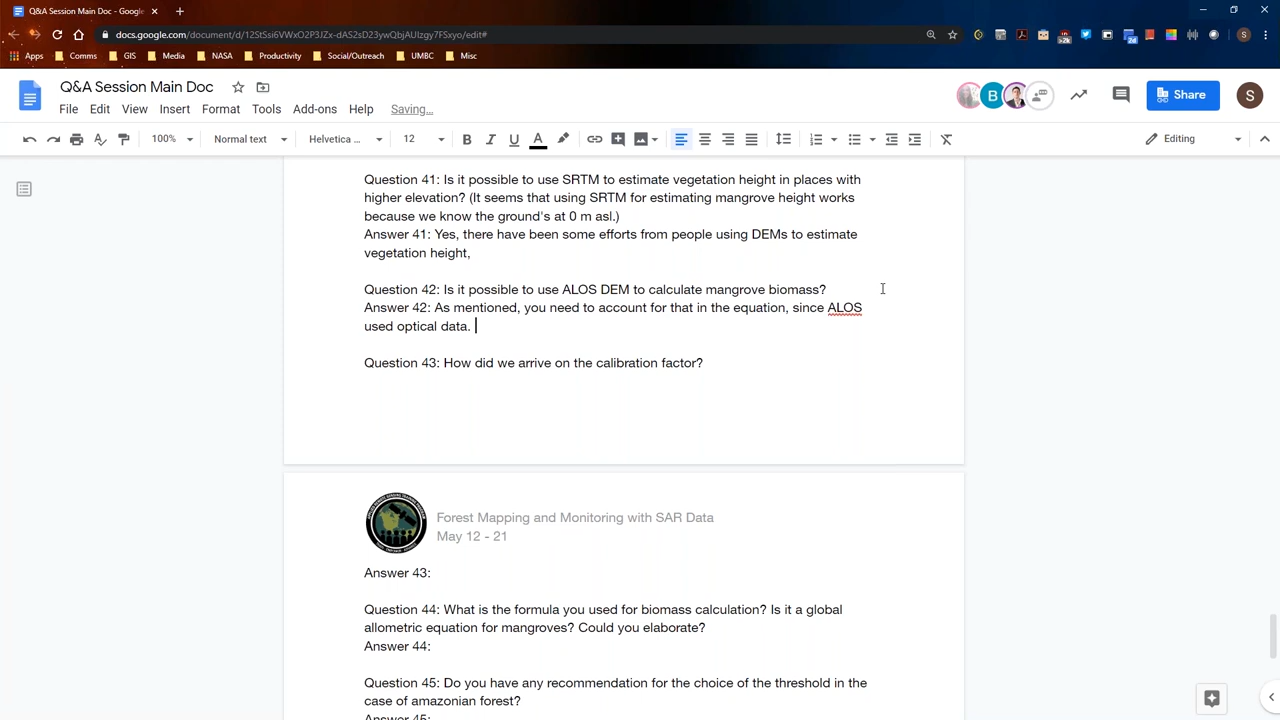 Q&A Session Main Doc - Google
docs.google.com/document/d/12StSsi6VWxO2P3JZx-dAS2sD23ywQbjAUlzgy7FSxyo/edit#
Apps Comms GIS Media NASA Productivity Social/Outreach UMBC Misc
Q&A Session Main Doc
File Edit View Insert Format Tools Add-ons Help Saving...
B Share S
100% Normal text Helvetica ... 12 B I U A Editing
Question 41: Is it possible to use SRTM to estimate vegetation height in places with
higher elevation? (It seems that using SRTM for estimating mangrove height works
because we know the ground's at 0 m asl.)
Answer 41: Yes, there have been some efforts from people using DEMs to estimate
vegetation height,
Question 42: Is it possible to use ALOS DEM to calculate mangrove biomass?
Answer 42: As mentioned, you need to account for that in the equation, since ALOS
used optical data.
Question 43: How did we arrive on the calibration factor?
Forest Mapping and Monitoring with SAR Data
May 12 - 21
Answer 43:
Question 44: What is the formula you used for biomass calculation? Is it a global
allometric equation for mangroves? Could you elaborate?
Answer 44:
Question 45: Do you have any recommendation for the choice of the threshold in the
case of amazonian forest?
Answer 45: